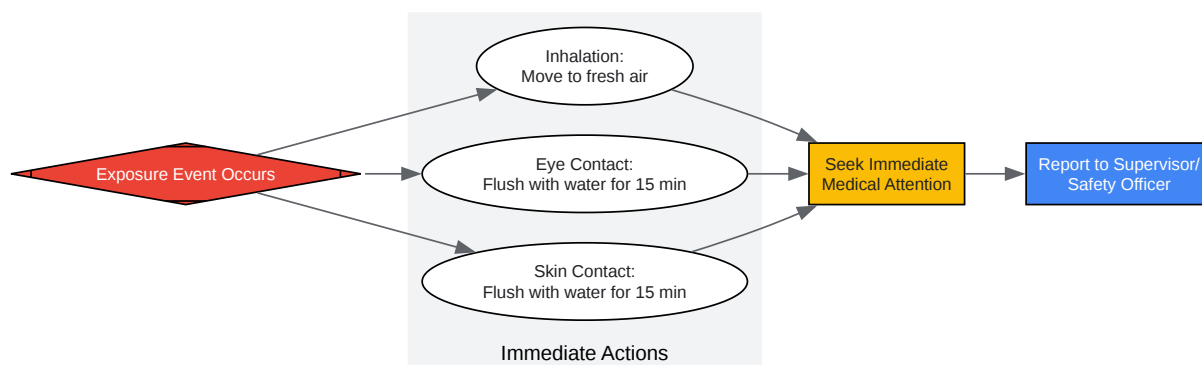 Exposure Event Occurs
Inhalation:
Move to fresh air
Eye Contact:
Flush with water for 15 min
Skin Contact:
Flush with water for 15 min
Immediate Actions
Seek Immediate
Medical Attention
Report to Supervisor/
Safety Officer